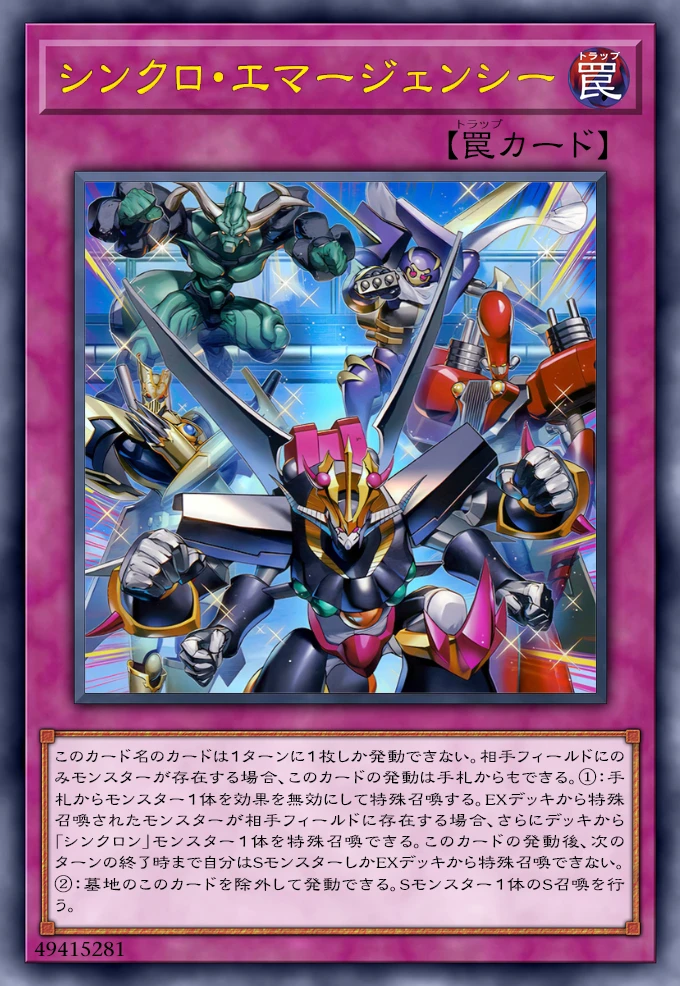 シンクロ・エマージェンシー
トラップ
罠
トラップ
【罠カード】
このカード名のカードは1ターンに1枚しか発動できない。相手フィールドにの
みモンスターが存在する場合、このカードの発動は手札からもできる。①：手
札からモンスター1体を効果を無効にして特殊召喚する。EXデッキから特殊
召喚されたモンスターが相手フィールドに存在する場合、さらにデッキから
「シンクロン」モンスター1体を特殊召喚できる。このカードの発動後、次の
ターンの終了時まで自分はSモンスターしかEXデッキから特殊召喚できない。
②：墓地のこのカードを除外して発動できる。Sモンスター1体のS召喚を行
う。
49415281